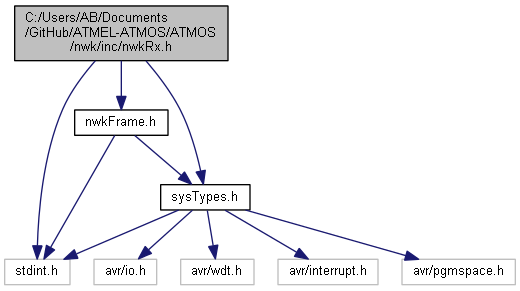 C:/Users/AB/Documents
/GitHub/ATMEL-ATMOS/ATMOS
/nwk/inc/nwkRx.h
nwkFrame.h
sysTypes.h
stdint.h
avr/io.h
avr/wdt.h
avr/interrupt.h
avr/pgmspace.h